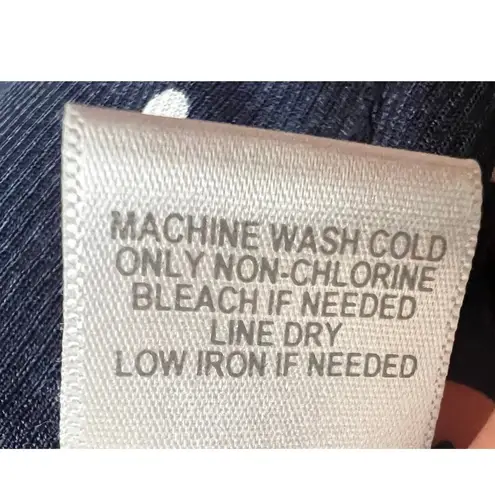 MACHINE WASH COLD
ONLY NON-CHLORINE
BLEACH IF NEEDED
LINE DRY
LOW IRON IF NEEDED